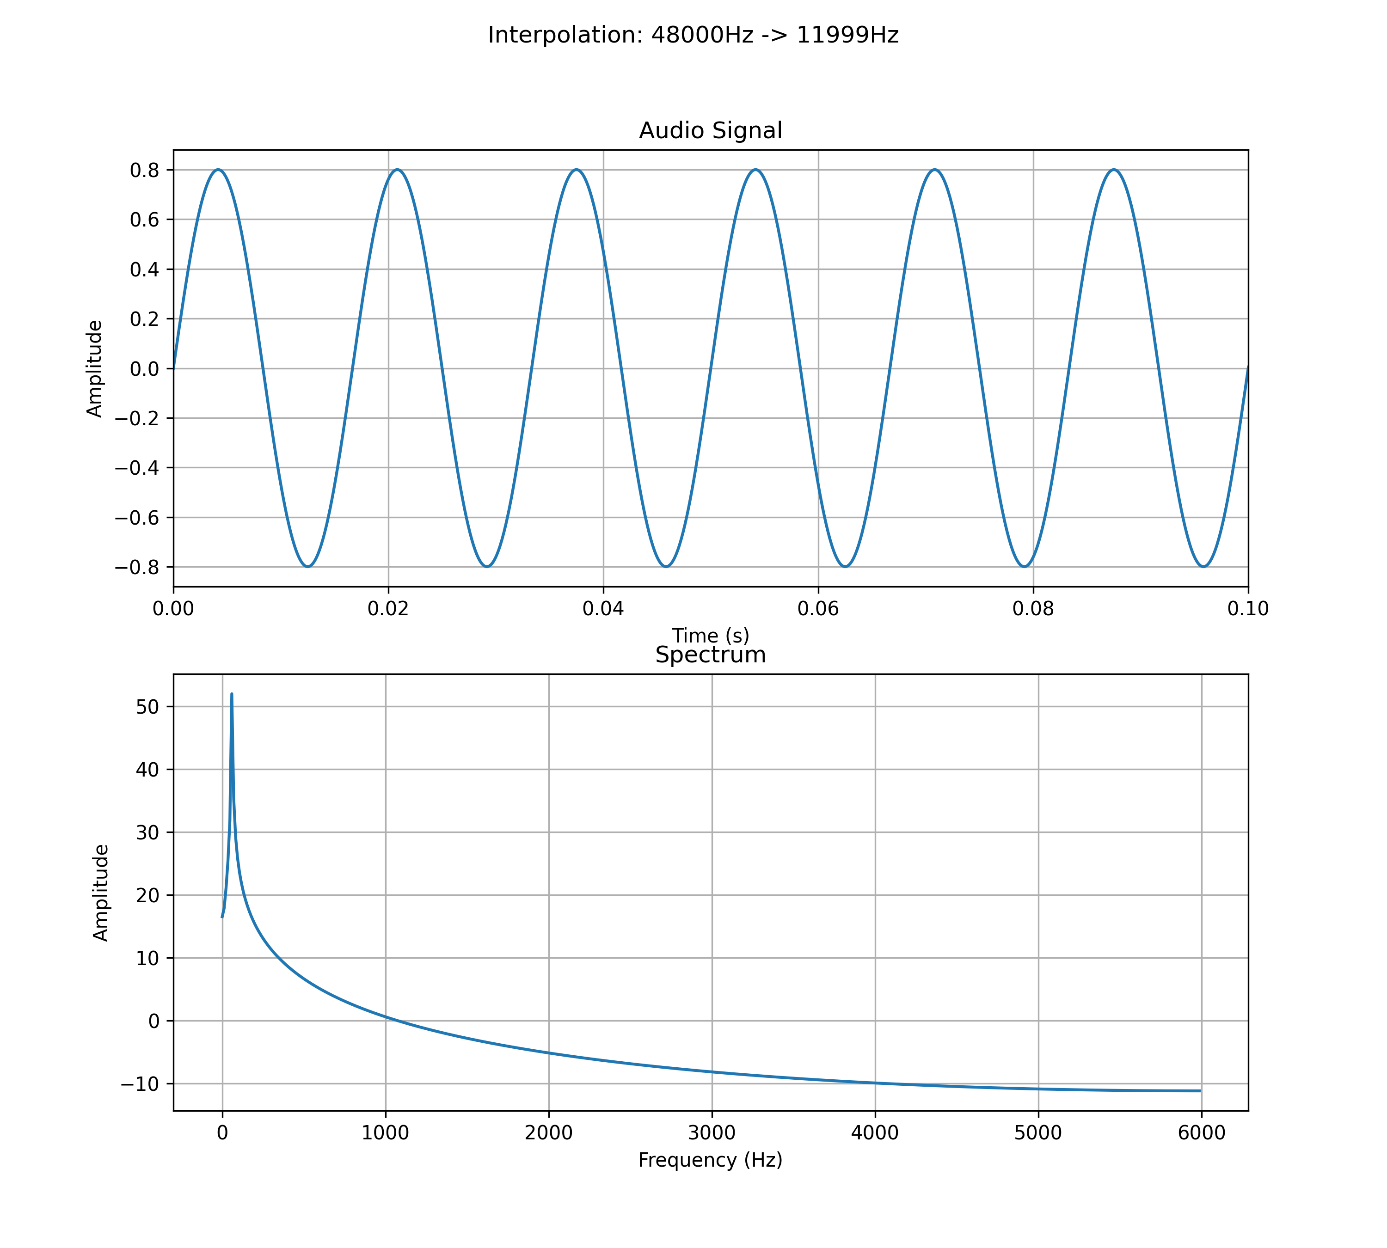 Interpolation: 48000Hz -> 11999Hz
Audio Signal
Amplitude
0.8
0.6
0.4
0.2
0.0
−0.2
−0.4
−0.6
−0.8
0.00 0.02 0.04 0.06 0.08 0.10
Time (s)
Spectrum
Amplitude
50
40
30
20
10
0
−10
0 1000 2000 3000 4000 5000 6000
Frequency (Hz)